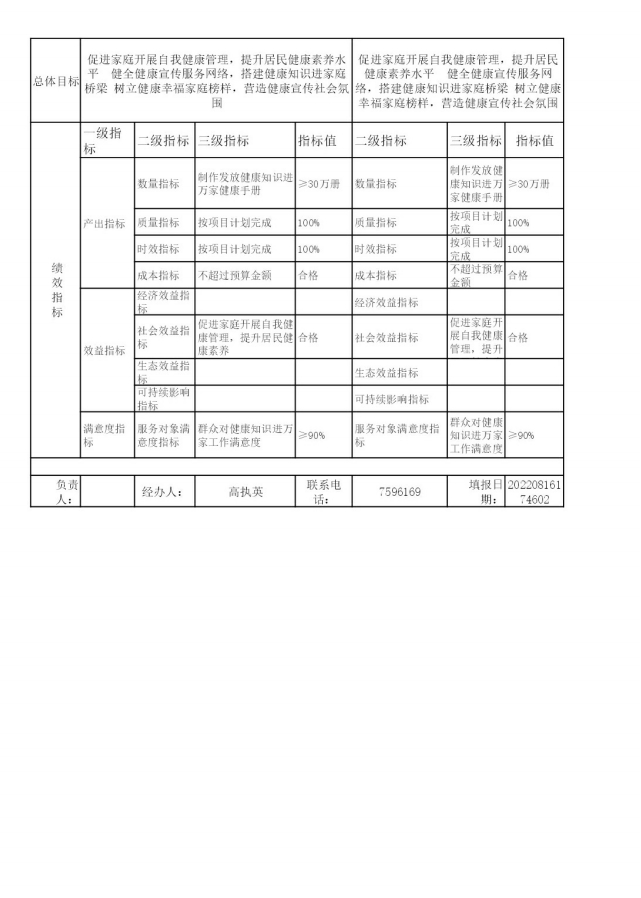 总体目标
促进家庭开展自我健康管理，提升居民健康素养水
平　健全健康宣传服务网络，搭建健康知识进家庭
桥梁 树立健康幸福家庭榜样，营造健康宣传社会氛
围
促进家庭开展自我健康管理，提升居民
健康素养水平　健全健康宣传服务网
络，搭建健康知识进家庭桥梁 树立健康
幸福家庭榜样，营造健康宣传社会氛围
绩
效
指
标
一级指
标
二级指标
三级指标
指标值
二级指标
三级指标
指标值
产出指标
数量指标
制作发放健康知识进
万家健康手册
≥30万册
数量指标
制作发放健
康知识进万
家健康手册
≥30万册
质量指标
按项目计划完成
100%
质量指标
按项目计划
完成
100%
时效指标
按项目计划完成
100%
时效指标
按项目计划
完成
100%
成本指标
不超过预算金额
合格
成本指标
不超过预算
金额
合格
效益指标
经济效益指
标
经济效益指标
社会效益指
标
促进家庭开展自我健
康管理，提升居民健
康素养
合格
社会效益指标
促进家庭开
展自我健康
管理，提升
合格
生态效益指
标
生态效益指标
可持续影响
指标
可持续影响指标
满意度指
标
服务对象满
意度指标
群众对健康知识进万
家工作满意度
≥90%
服务对象满意度指
标
群众对健康
知识进万家
工作满意度
≥90%
负责
人：
经办人：
高执英
联系电
话：
7596169
填报日
期：
202208161
74602